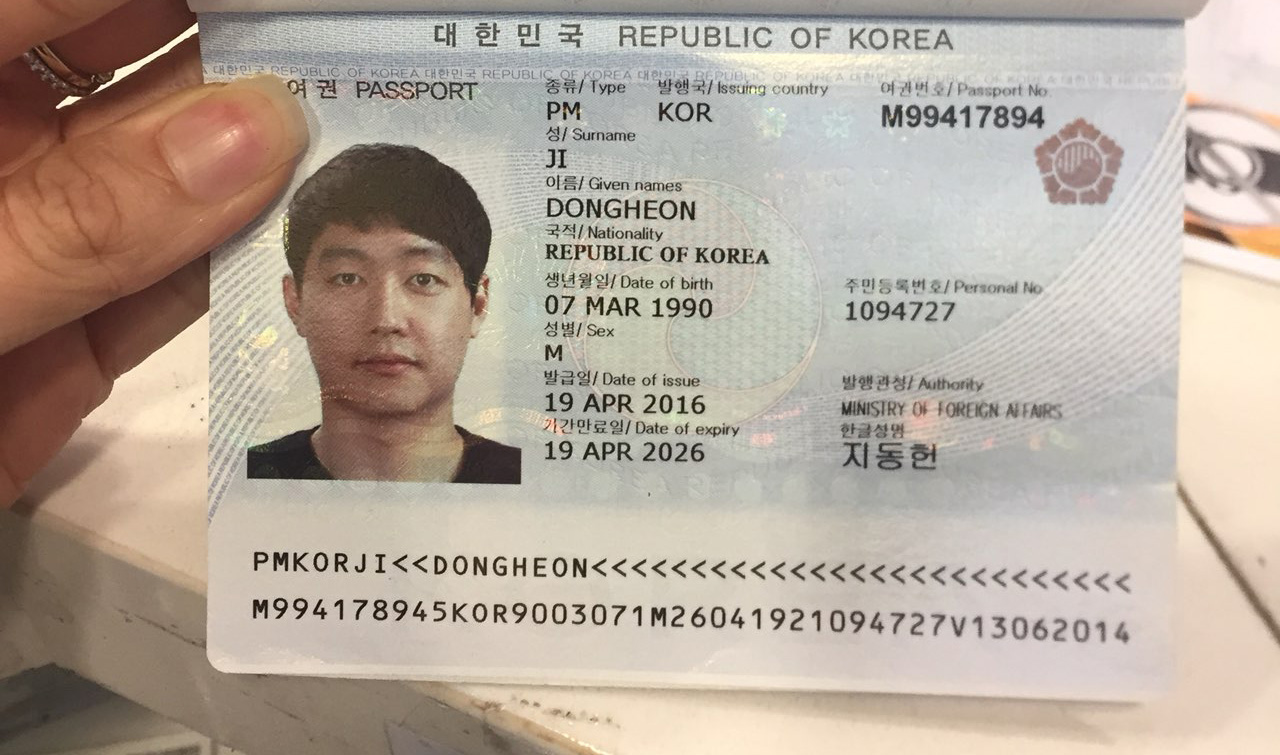 대한민국 REPUBLIC OF KOREA
대한민국 REPUBLIC OF KOREA 대한민국 REPUBLIC OF KOREA 대한민국 REPUBLIC OF KOREA
여권 PASSPORT
종류/ Type 발행국/ Issuing country 여권번호/ Passport No.
PM KOR M99417894
성/ Surname
JI
이름/ Given names
DONGHEON
국적/ Nationality
REPUBLIC OF KOREA
생년월일/ Date of birth 주민등록번호/ Personal No
07 MAR 1990 1094727
성별/ Sex
M
발급일/ Date of issue 발행관청/ Authority
19 APR 2016 MINISTRY OF FOREIGN AFFAIRS
기간만료일/ Date of expiry 한글성명
19 APR 2026 지동헌
PMKORJI<<DONGHEON<<<<<<<<<<<<<<<<<<<<<<<<<<<
M994178945KOR9003071M26041921094727V13062014